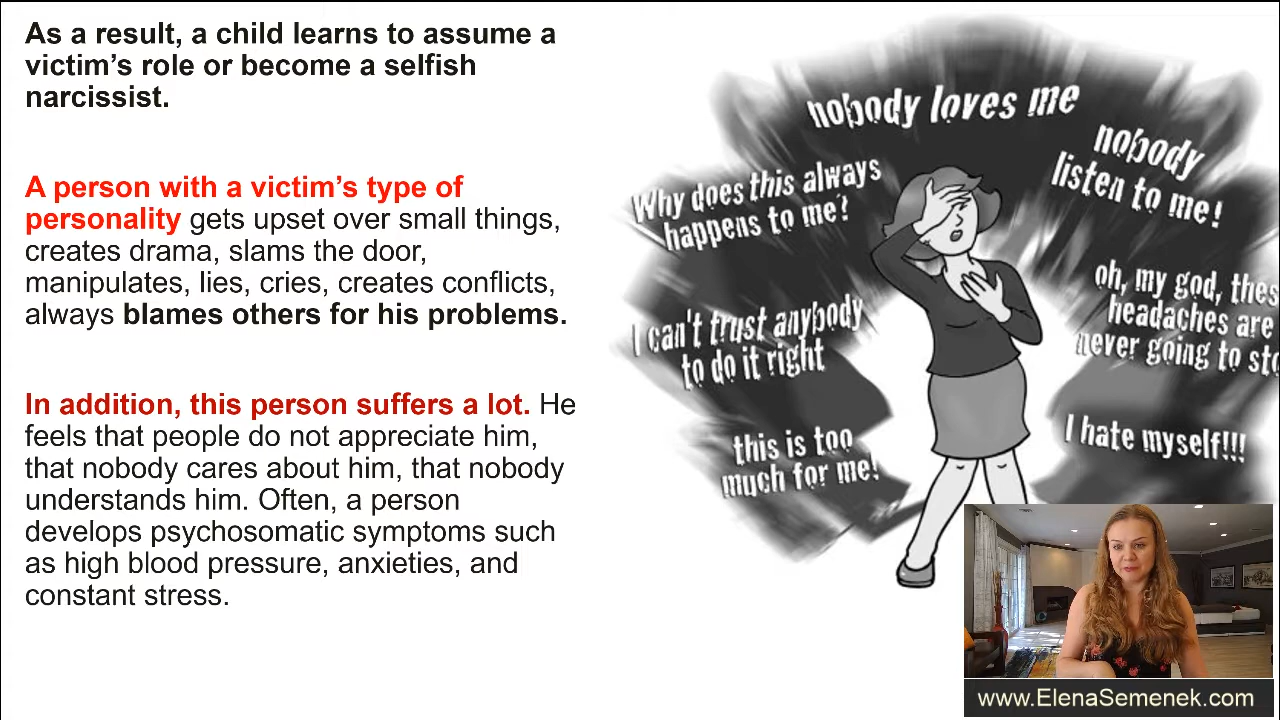 As a result, a child learns to assume a
victim's role or become a selfish
narcissist.
A person with a victim's type of
personality gets upset over small things,
creates drama, slams the door,
manipulates, lies, cries, creates conflicts,
always blames others for his problems.
In addition, this person suffers a lot. He
feels that people do not appreciate him,
that nobody cares about him, that nobody
understands him. Often, a person
develops psychosomatic symptoms such
as high blood pressure, anxieties, and
constant stress.
nobody loves me
nobody
listen to me!
Why does this always
happens to me?
oh, my god, thes
headaches are
never going to sto
I can't trust anybody
to do it right
I hate myself!!!
this is too
much for me!
www.ElenaSemenek.com